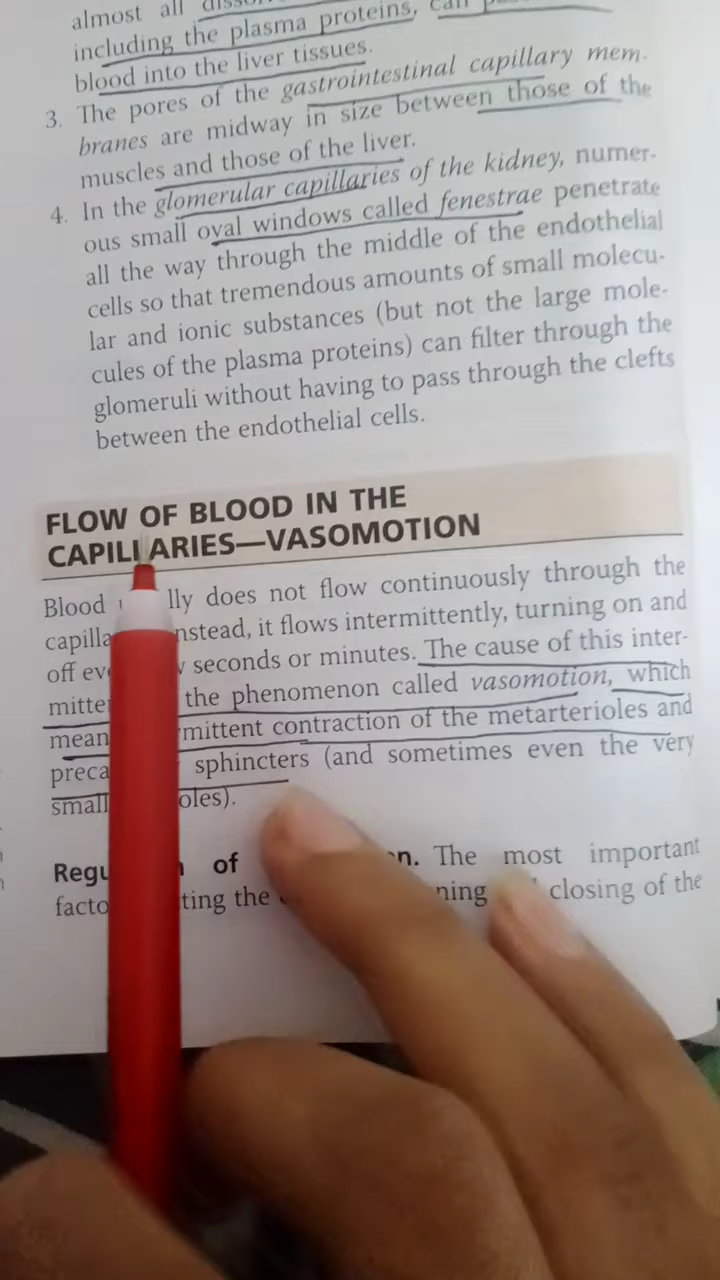 almost all
including the plasma proteins, can
blood into the liver tissues.
3. The pores of the gastrointestinal capillary mem-
branes are midway in size between those of the
muscles and those of the liver.
4. In the glomerular capillaries of the kidney, numer-
ous small oval windows called fenestrae penetrate
all the way through the middle of the endothelial
cells so that tremendous amounts of small molecu-
lar and ionic substances (but not the large mole-
cules of the plasma proteins) can filter through the
glomeruli without having to pass through the clefts
between the endothelial cells.
FLOW OF BLOOD IN THE
CAPILLARIES—VASOMOTION
Blood lly does not flow continuously through the
capilla nstead, it flows intermittently, turning on and
off ev seconds or minutes. The cause of this inter-
mitte the phenomenon called vasomotion, which
mean mittent contraction of the metarterioles and
preca sphincters (and sometimes even the very
small oles).
Regu of n. The most important
facto ting the ning closing of the